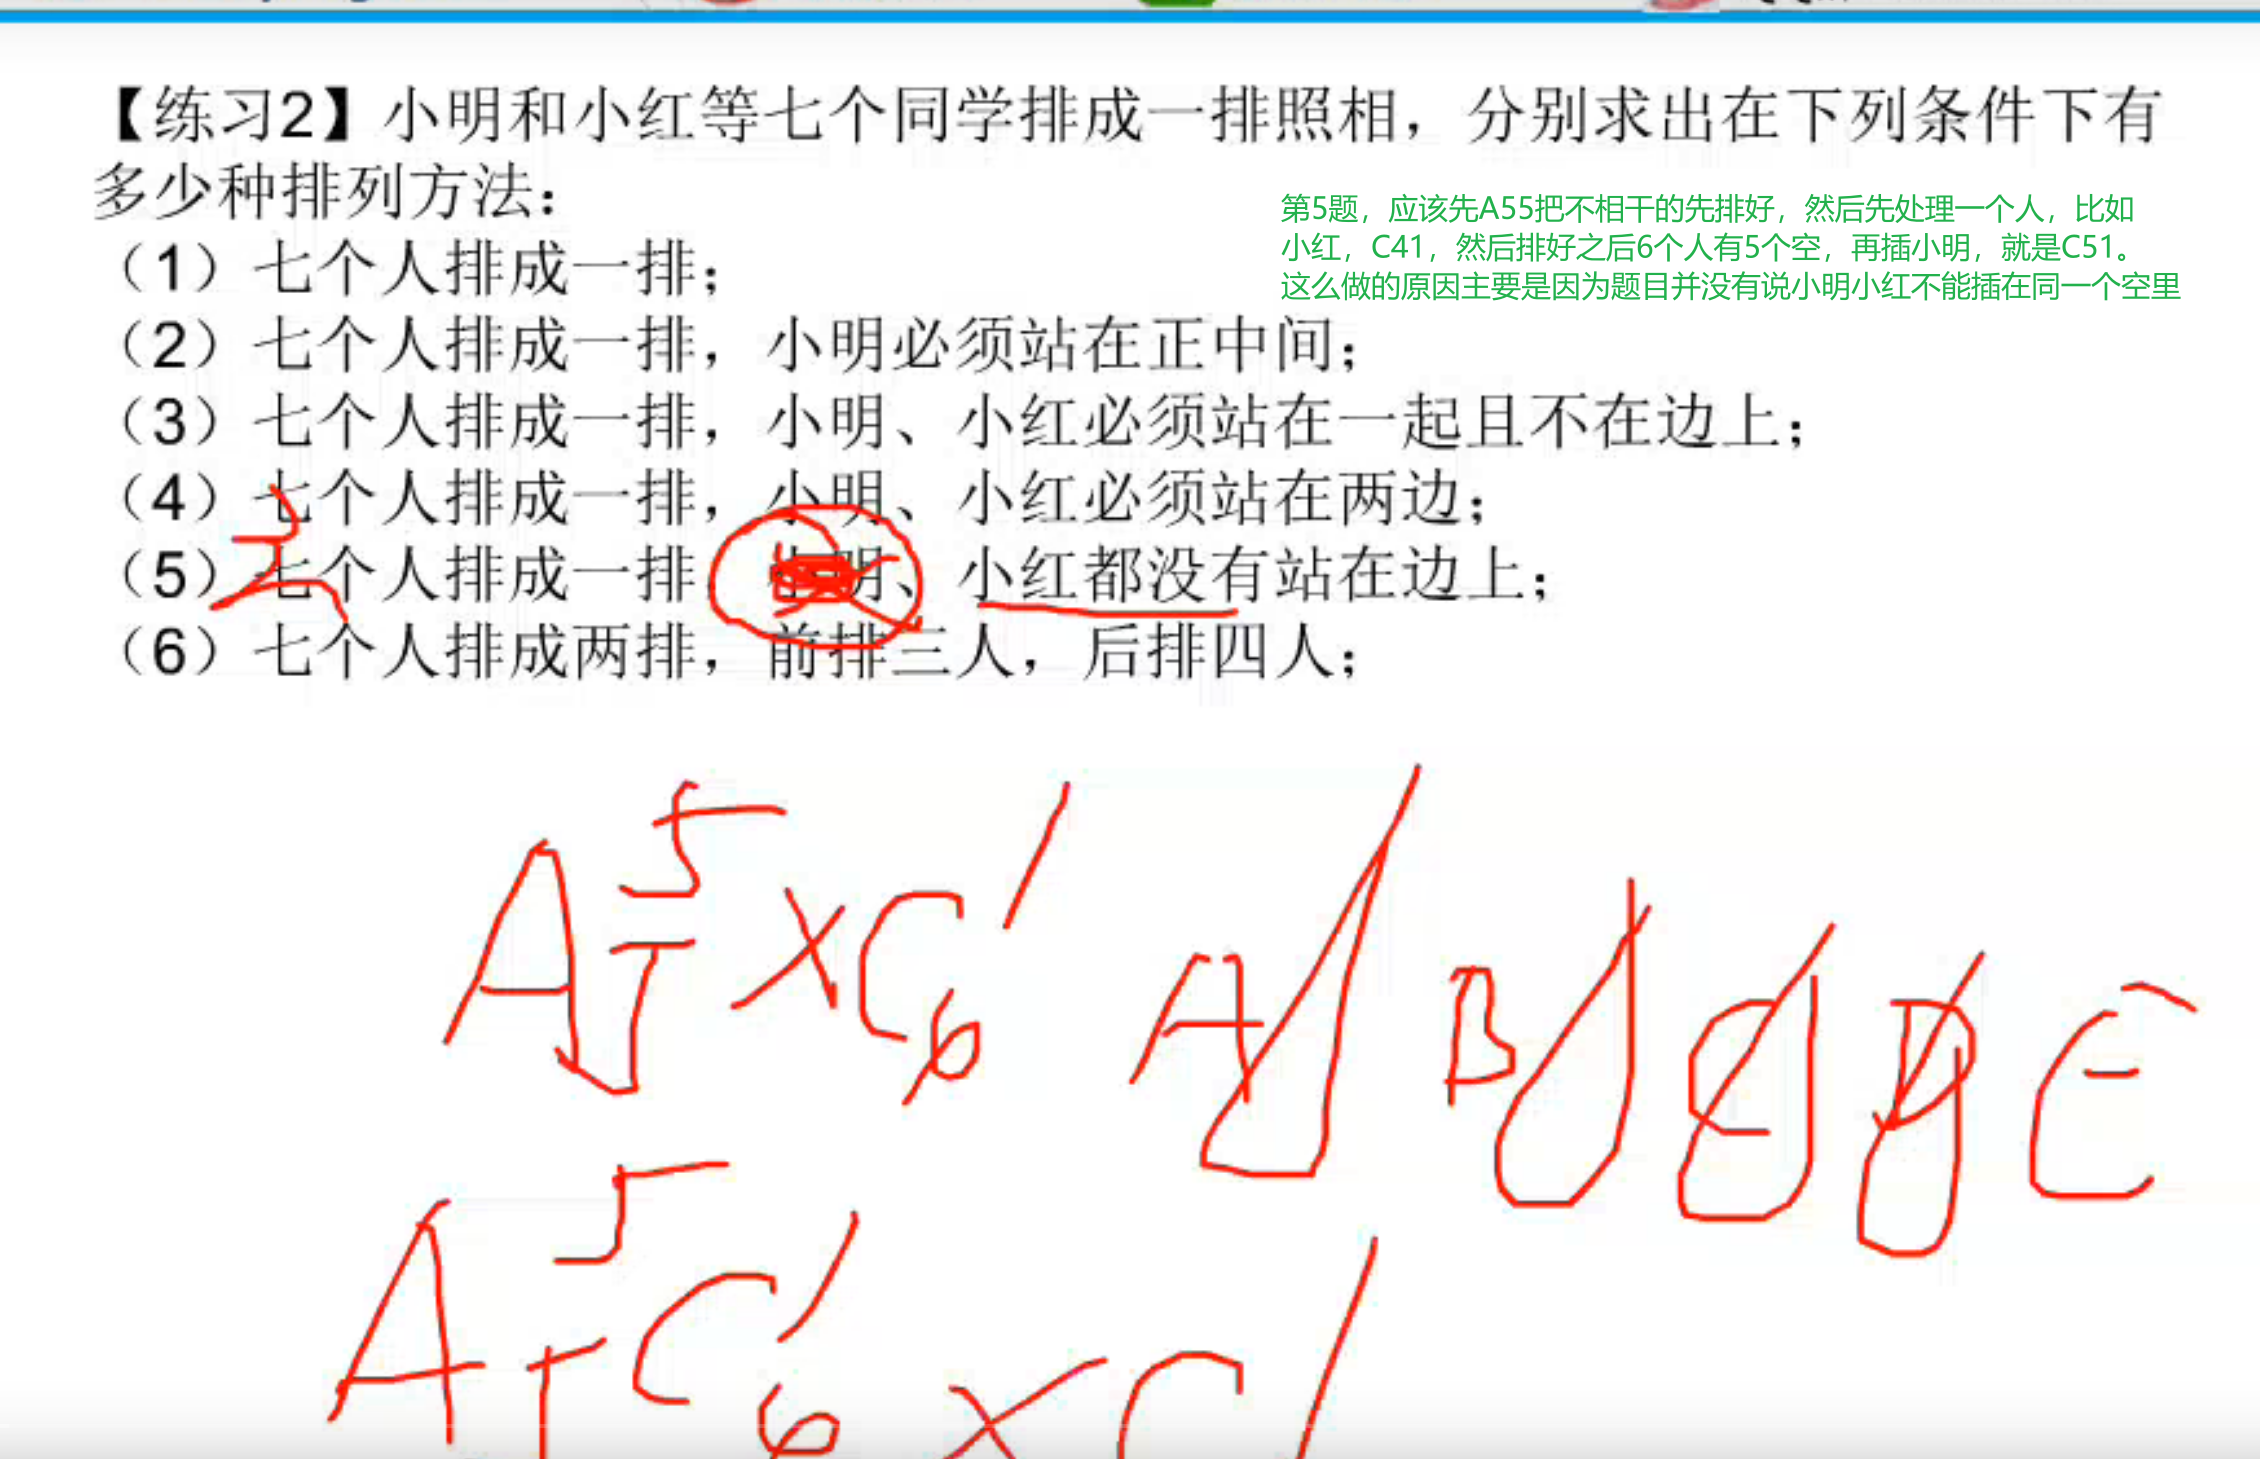 【练习2】小明和小红等七个同学排成一排照相，分别求出在下列条件下有
多少种排列方法：
第5题，应该先A55把不相干的先排好，然后先处理一个人，比如
小红，C41，然后排好之后6个人有5个空，再插小明，就是C51。
这么做的原因主要是因为题目并没有说小明小红不能插在同一个空里
（1）七个人排成一排；
（2）七个人排成一排，小明必须站在正中间；
（3）七个人排成一排，小明、小红必须站在一起且不在边上；
（4）七个人排成一排，小明、小红必须站在两边；
（5）七个人排成一排，小明、小红都没有站在边上；
（6）七个人排成两排，前排三人，后排四人；
A 5 5 × C 1 6 A B C D E
A 5 5 C 1 6 × C 1